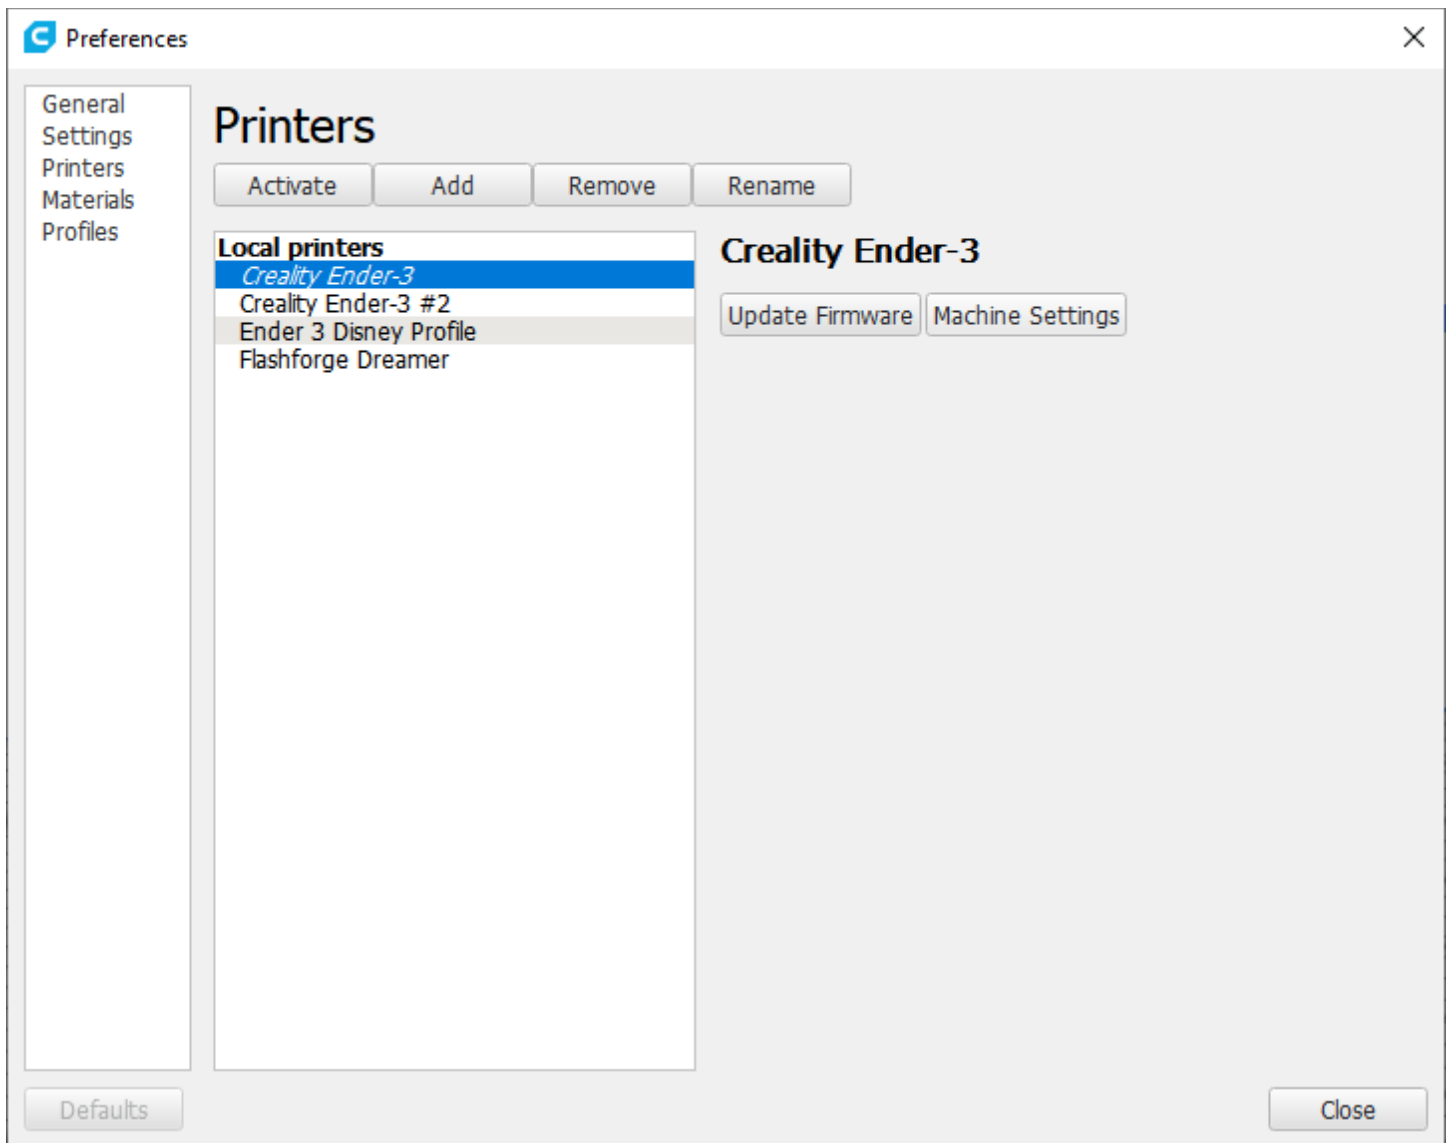 Preferences
General
Settings
Printers
Materials
Profiles
Printers
Activate Add Remove Rename
Local printers
Creality Ender-3
Creality Ender-3 #2
Ender 3 Disney Profile
Flashforge Dreamer
Creality Ender-3
Update Firmware Machine Settings
Defaults
Close